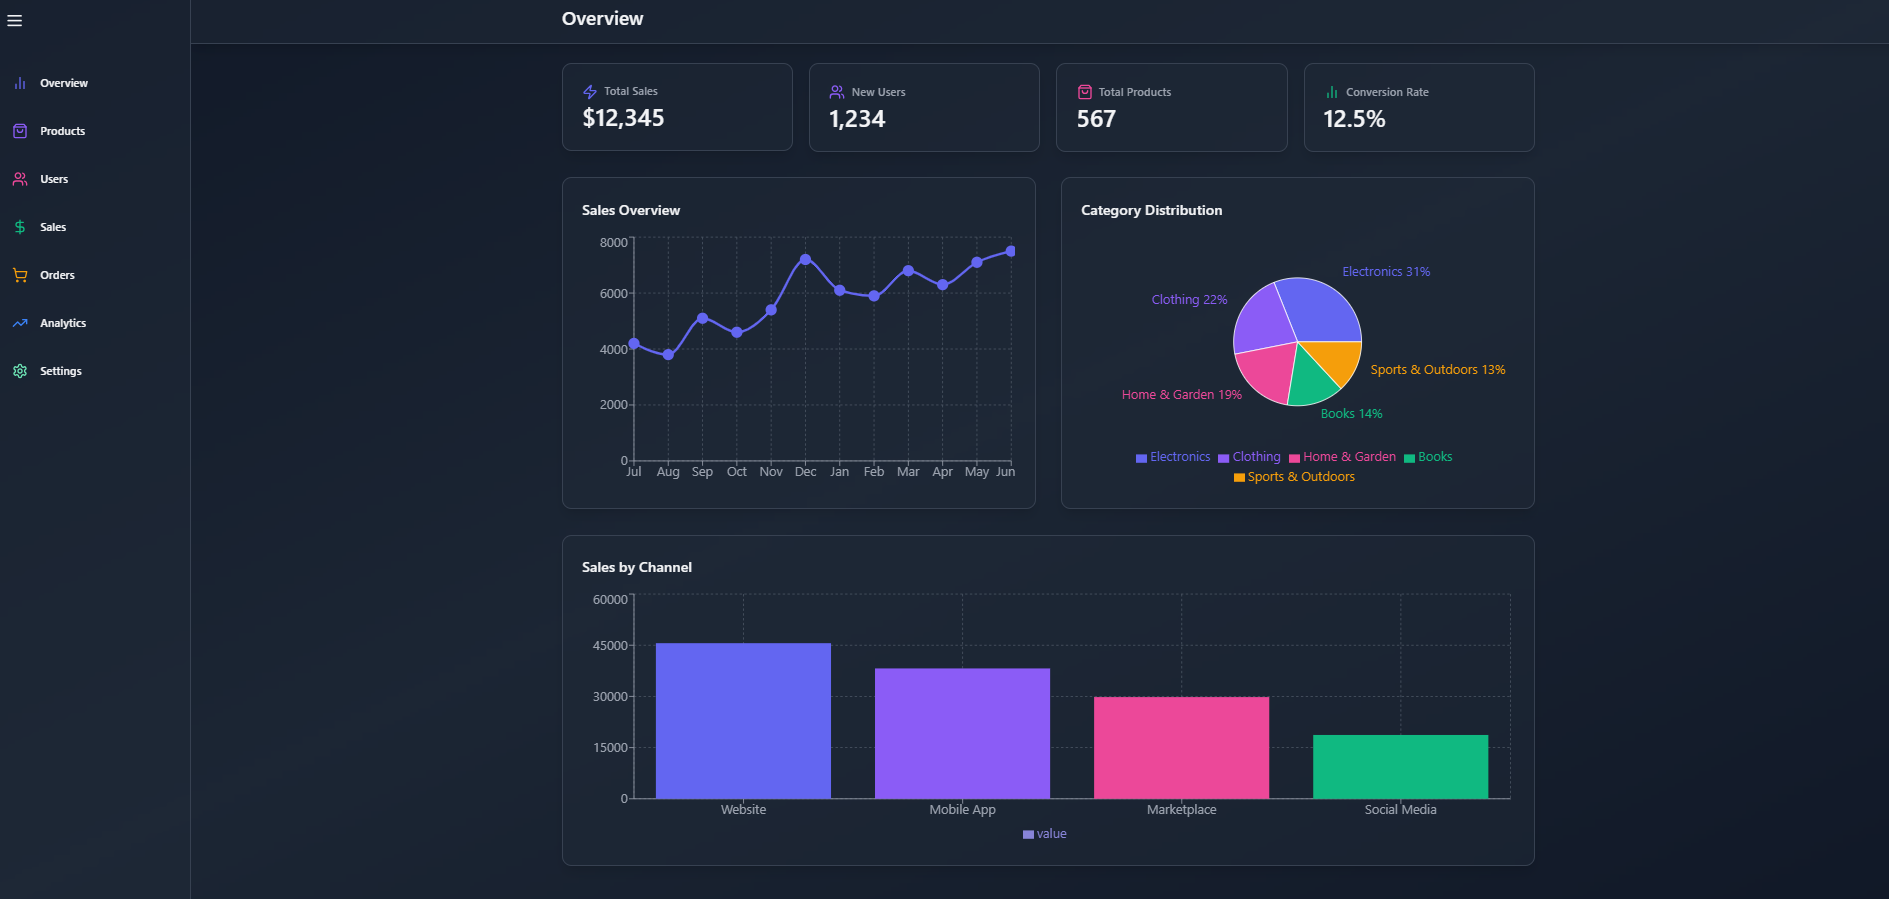 Overview
Overview
Products
Users
Sales
Orders
Analytics
Settings
Total Sales
$12,345
New Users
1,234
Total Products
567
Conversion Rate
12.5%
Sales Overview
8000
6000
4000
2000
0
Jul Aug Sep Oct Nov Dec Jan Feb Mar Apr May Jun
Category Distribution
Electronics 31%
Clothing 22%
Sports & Outdoors 13%
Home & Garden 19%
Books 14%
Electronics Clothing Home & Garden Books
Sports & Outdoors
Sales by Channel
60000
45000
30000
15000
0
Website Mobile App Marketplace Social Media
value